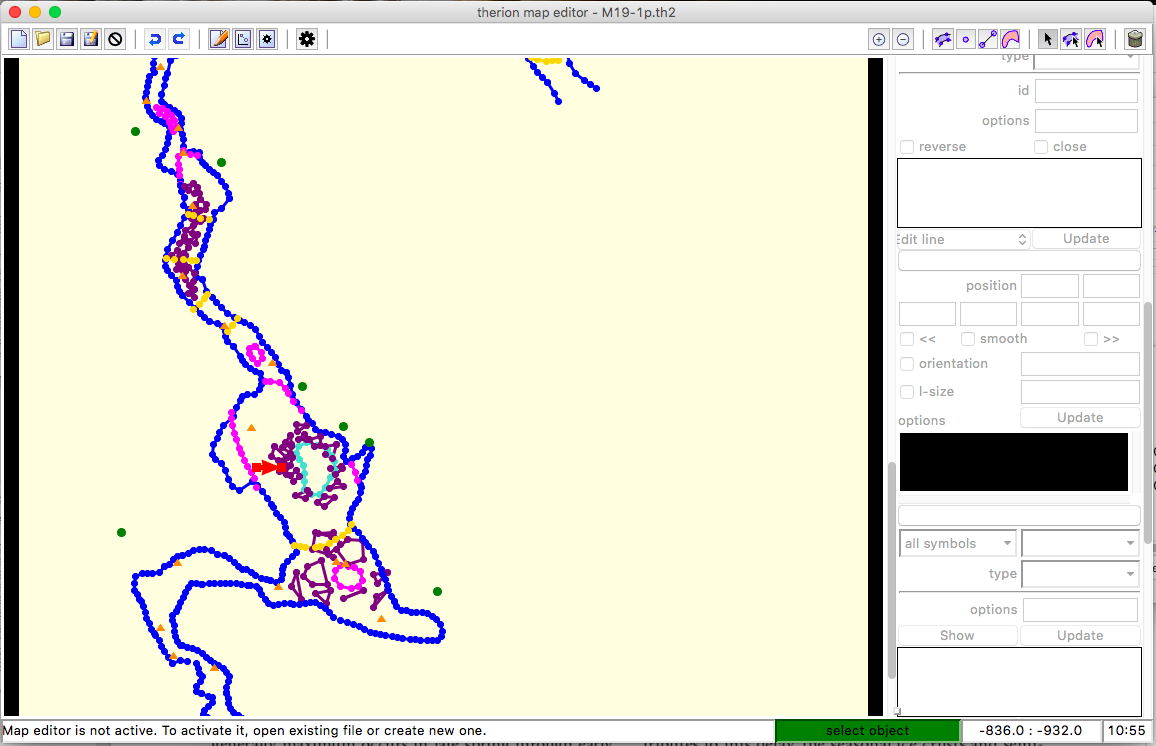 therion map editor - M19-1p.th2
type
id
options
reverse close
Edit line Update
position
<< smooth >>
orientation
l-size
options Update
all symbols
type
options
Show Update
Map editor is not active. To activate it, open existing file or create new one. select object -836.0 : -932.0 10:55